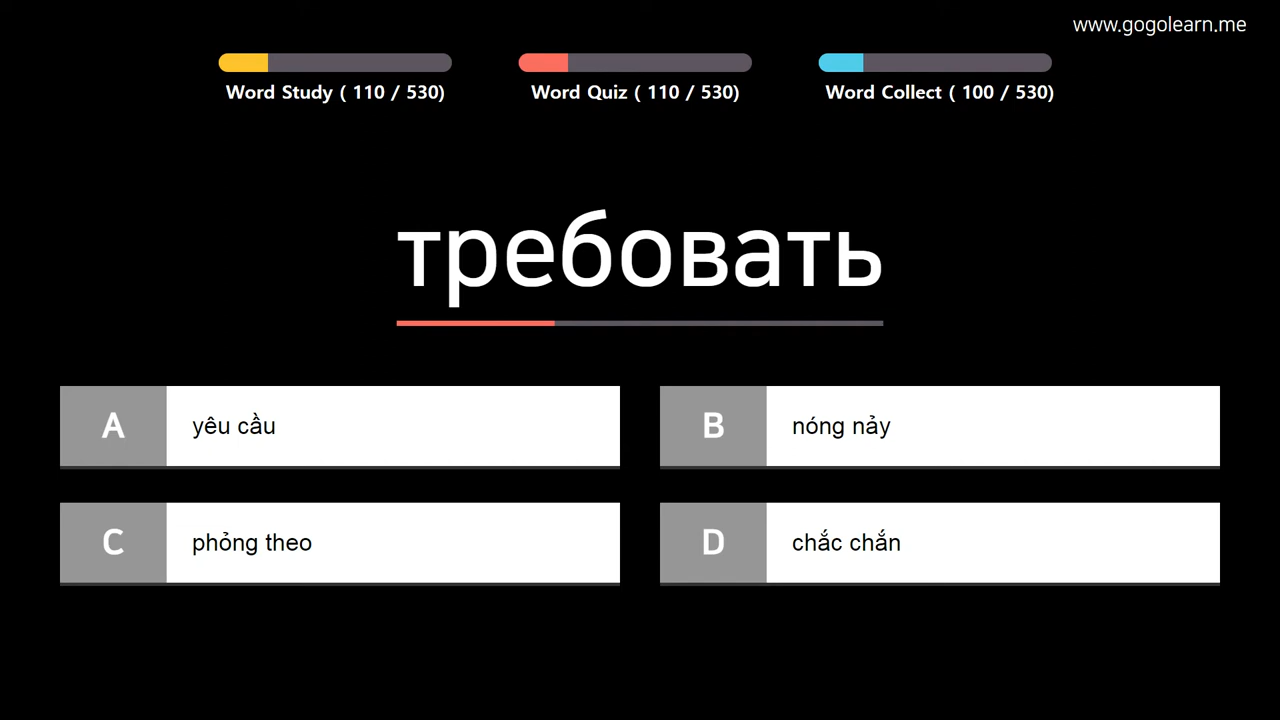 www.gogolearn.me
Word Study ( 110 / 530)
Word Quiz ( 110 / 530)
Word Collect ( 100 / 530)
требовать
A yêu cầu
B nóng nảy
C phỏng theo
D chắc chắn